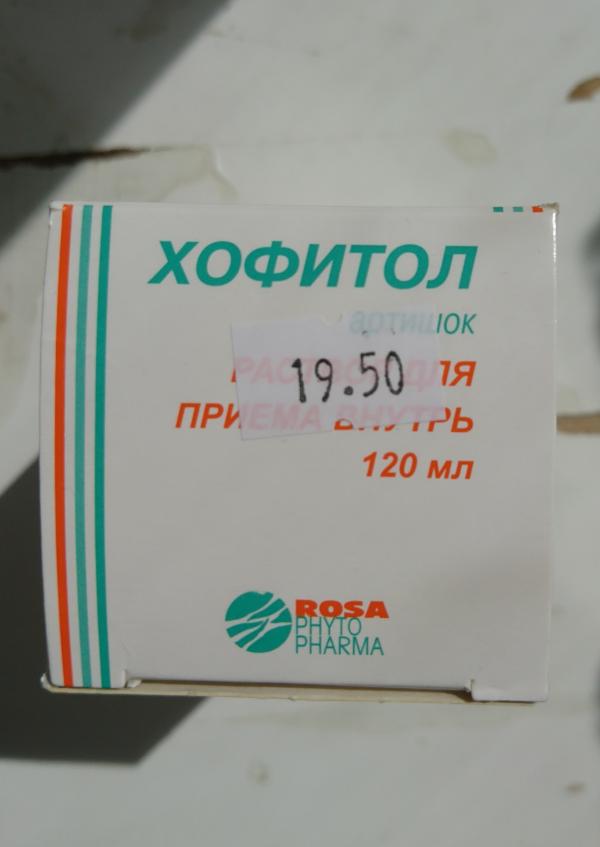 ХОФИТОЛ
артишок
19.50
РАСТВОР ДЛЯ
ПРИЕМА ВНУТРЬ
120 мл
ROSA
PHYTO
PHARMA